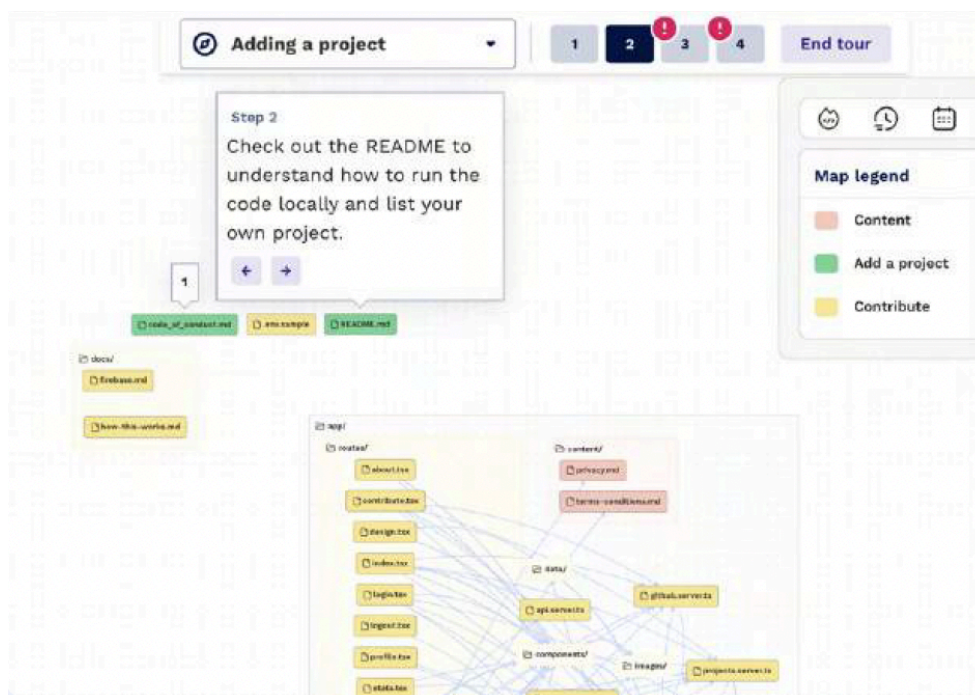 Adding a project
1
2
!
3
!
4
End tour
Step 2
Check out the README to
understand how to run the
code locally and list your
own project.
Map legend
Content
Add a project
Contribute
1
code_of_conduct.md
.env.sample
README.md
docs/
firebase.md
how-this-works.md
app/
routes/
about.tsx
contribute.tsx
design.tsx
index.tsx
login.tsx
logout.tsx
profile.tsx
stats.tsx
content/
privacy.md
terms-conditions.md
data/
api.server.ts
github.server.ts
components/
images/
projects.server.ts